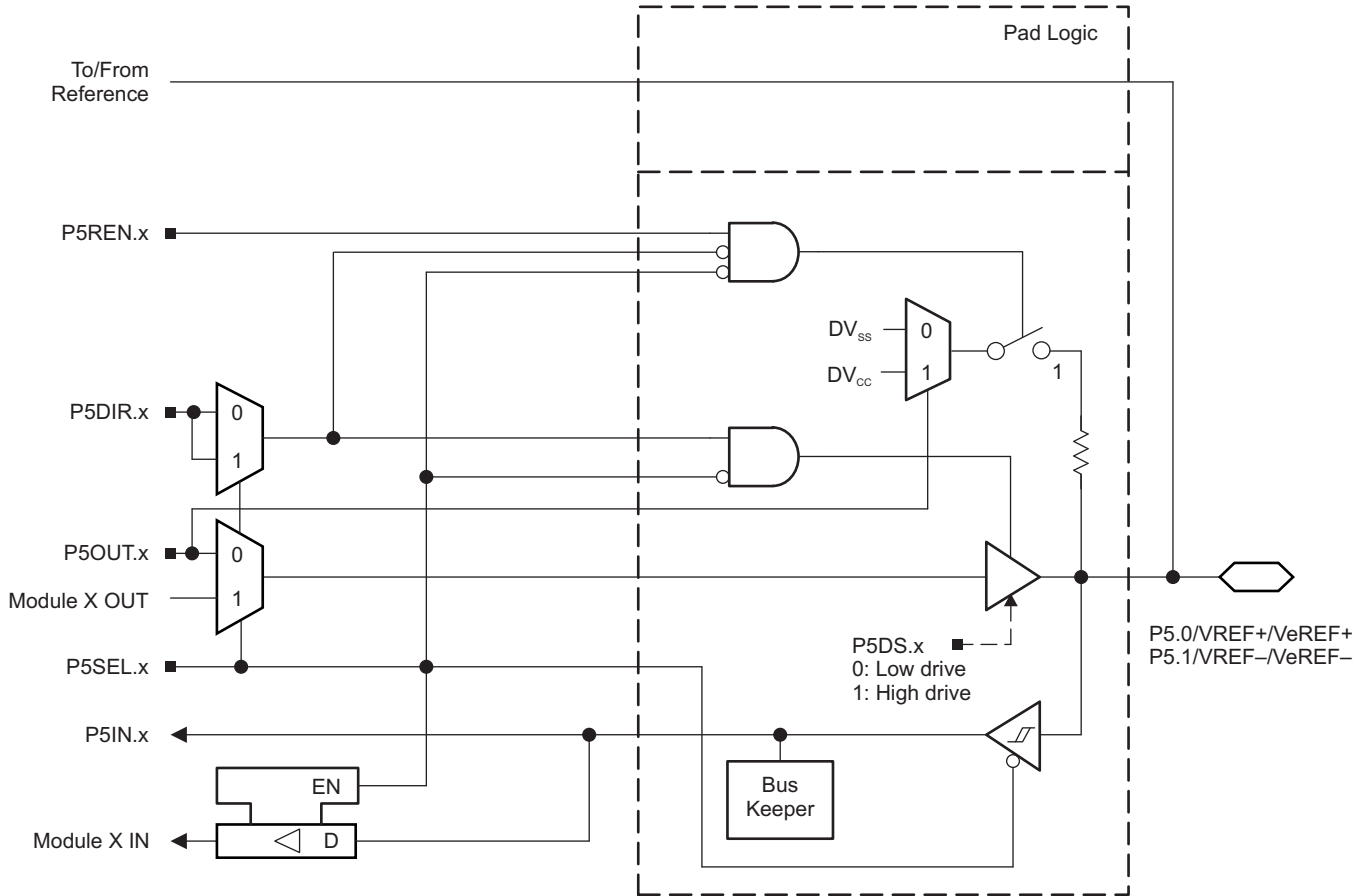 Pad Logic
To/From
Reference
P5REN.x
DVSS
0
DVCC
1
1
P5DIR.x
0
1
P5OUT.x
0
Module X OUT
1
P5DS.x
0: Low drive
1: High drive
P5.0/VREF+/VeREF+
P5.1/VREF–/VeREF–
P5SEL.x
P5IN.x
EN
Bus
Keeper
Module X IN
D